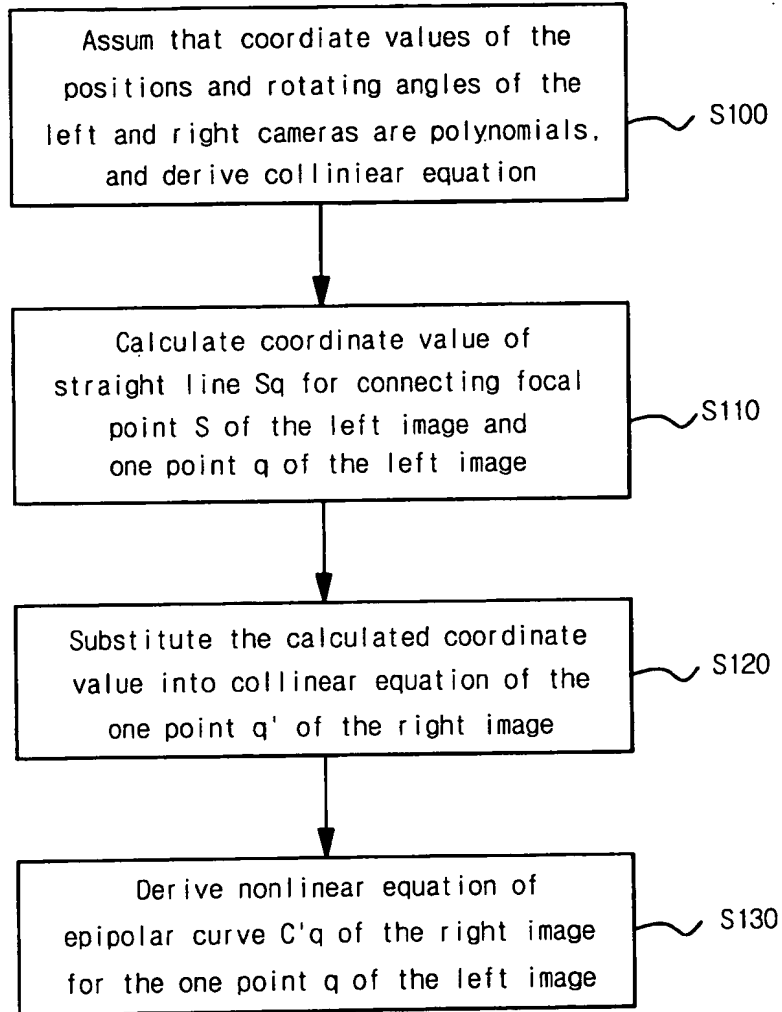 Assum that coordiate values of the
positions and rotating angles of the
left and right cameras are polynomials,
and derive colliniear equation
S100
Calculate coordinate value of
straight line Sq for connecting focal
point S of the left image and
one point q of the left image
S110
Substitute the calculated coordinate
value into collinear equation of the
one point q' of the right image
S120
Derive nonlinear equation of
epipolar curve C'q of the right image
for the one point q of the left image
S130